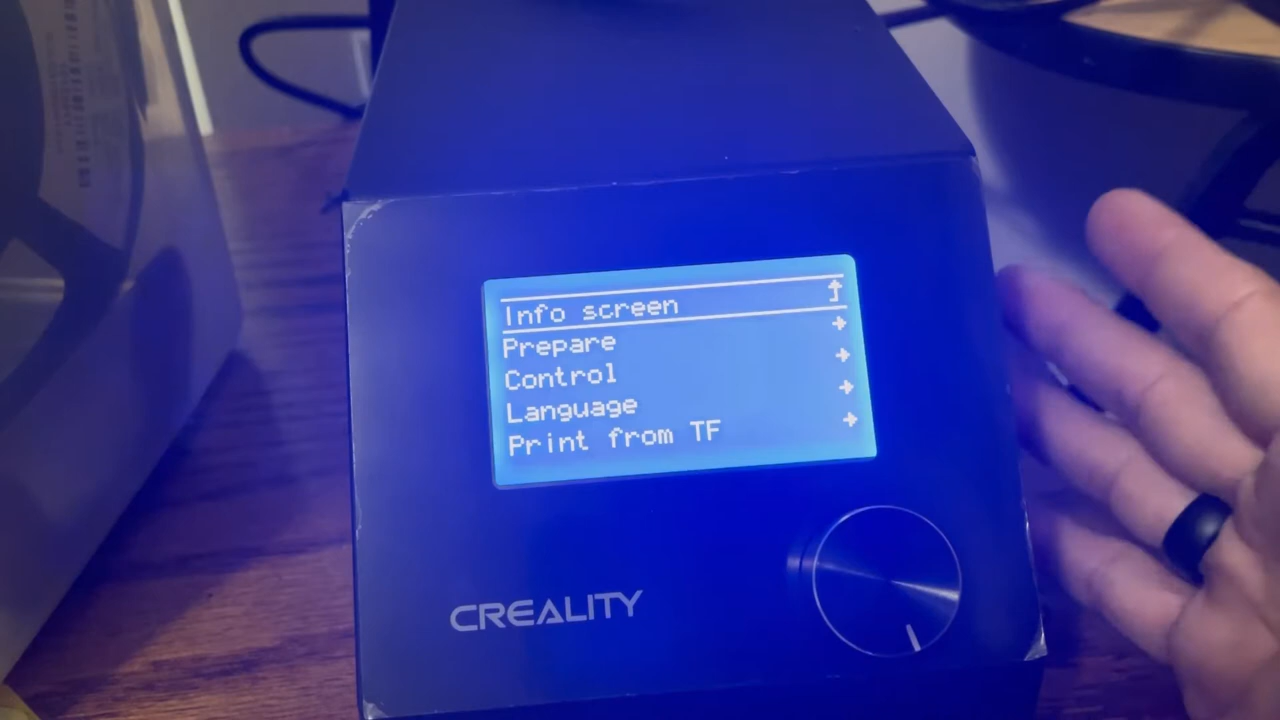 Info screen
Prepare
Control
Language
Print from TF
CREALITY